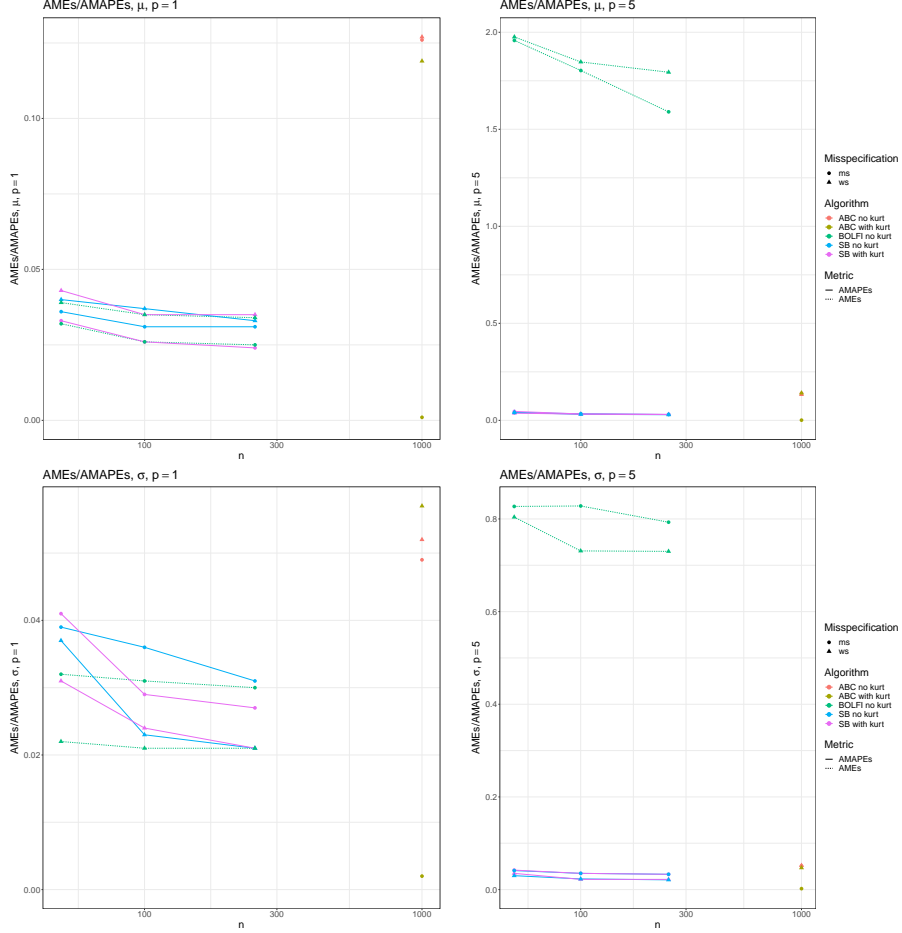 AMEs/AMAPEs, μ, p = 1
AMEs/AMAPEs, μ, p = 1
0.10
0.05
0.00
100
300
1000
n
AMEs/AMAPEs, μ, p = 5
AMEs/AMAPEs, μ, p = 5
2.0
1.5
1.0
0.5
0.0
100
300
1000
n
Misspecification
ms
ws
Algorithm
ABC no kurt
ABC with kurt
BOLFI no kurt
SB no kurt
SB with kurt
Metric
AMAPEs
AMEs
AMEs/AMAPEs, σ, p = 1
AMEs/AMAPEs, σ, p = 1
0.04
0.02
0.00
100
300
1000
n
AMEs/AMAPEs, σ, p = 5
AMEs/AMAPEs, σ, p = 5
0.8
0.6
0.4
0.2
0.0
100
300
1000
n
Misspecification
ms
ws
Algorithm
ABC no kurt
ABC with kurt
BOLFI no kurt
SB no kurt
SB with kurt
Metric
AMAPEs
AMEs